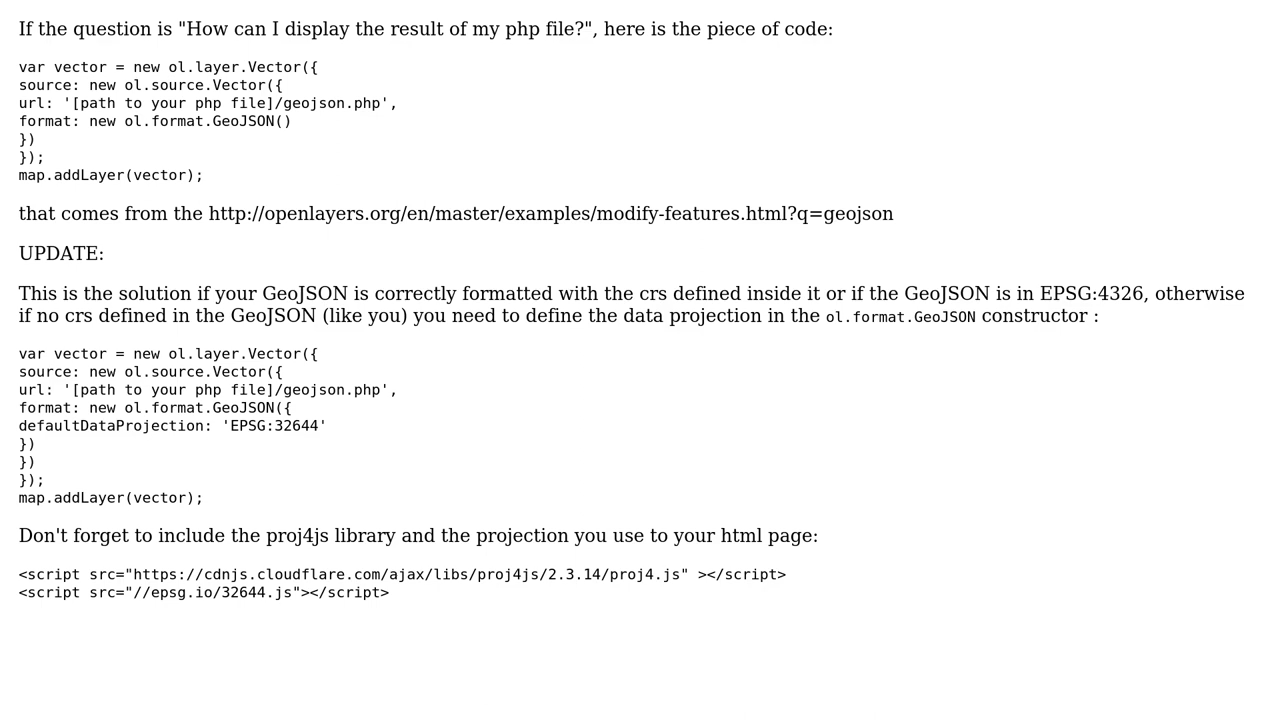 If the question is "How can I display the result of my php file?", here is the piece of code:
var vector = new ol.layer.Vector({
source: new ol.source.Vector({
url: '[path to your php file]/geojson.php',
format: new ol.format.GeoJSON()
})
});
map.addLayer(vector);
that comes from the http://openlayers.org/en/master/examples/modify-features.html?q=geojson
UPDATE:
This is the solution if your GeoJSON is correctly formatted with the crs defined inside it or if the GeoJSON is in EPSG:4326, otherwise
if no crs defined in the GeoJSON (like you) you need to define the data projection in the ol.format.GeoJSON constructor :
var vector = new ol.layer.Vector({
source: new ol.source.Vector({
url: '[path to your php file]/geojson.php',
format: new ol.format.GeoJSON({
defaultDataProjection: 'EPSG:32644'
})
})
});
map.addLayer(vector);
Don't forget to include the proj4js library and the projection you use to your html page:
<script src="https://cdnjs.cloudflare.com/ajax/libs/proj4js/2.3.14/proj4.js" ></script>
<script src="//epsg.io/32644.js"></script>